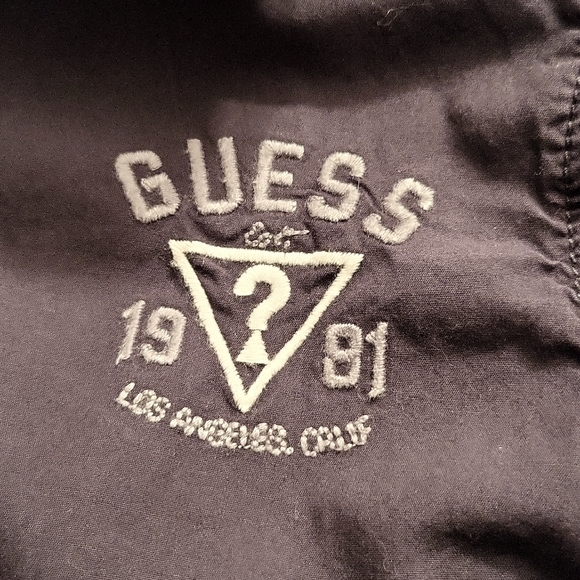 GUESS
Est.
?
19 81
LOS ANGELES, CALIF